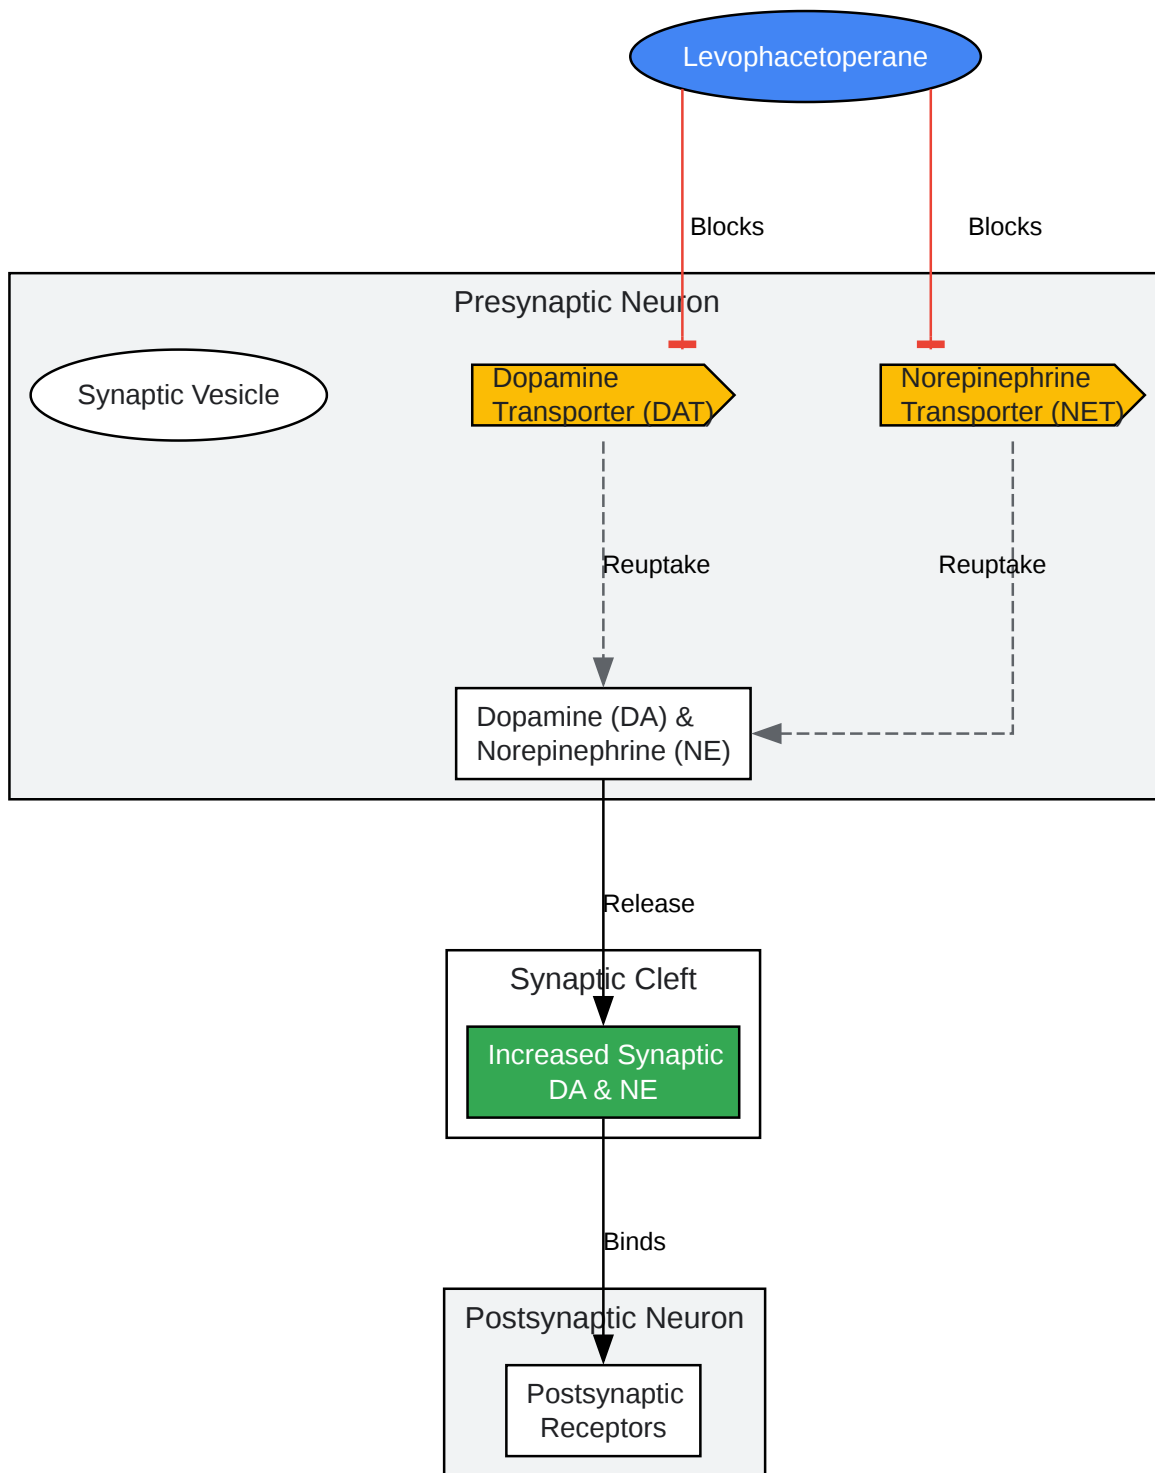 Levophacetoperane
Blocks
Blocks
Presynaptic Neuron
Synaptic Vesicle
Dopamine
Transporter (DAT)
Norepinephrine
Transporter (NET)
Reuptake
Reuptake
Dopamine (DA) &
Norepinephrine (NE)
Release
Synaptic Cleft
Increased Synaptic
DA & NE
Binds
Postsynaptic Neuron
Postsynaptic
Receptors